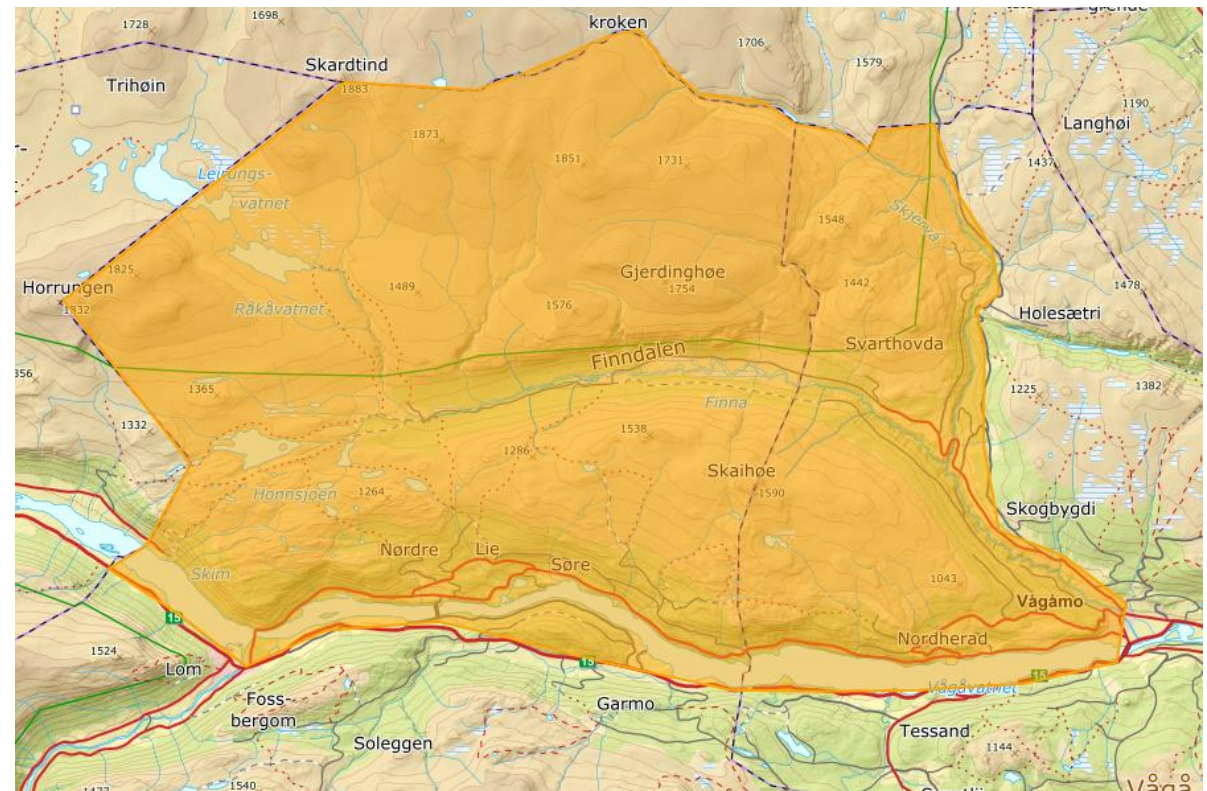 1728
1698
kroken
1706
1579
Skardtind
1883
Trihøin
1190
Langhøi
1873
1851
1731
1437
Leirungs-
vatnet
1548
Skjerva
1825
Gjerdinghøe
1754
1489
1442
1478
Horrungen
1832
Råkåvatnet
1576
Holesætri
Svarthovda
Finndalen
356
1365
1225
1382
Finna
1332
1538
1286
Skaihøe
1590
Honnsjoen
1264
Skogbygdi
Nørdre
Lie
Søre
Skim
1043
Vågåmo
15
Nordherad
1524
Lom
15
15
Vågåvatnet
Foss-
bergom
Garmo
Tessand
Soleggen
1144
1540
Vågå